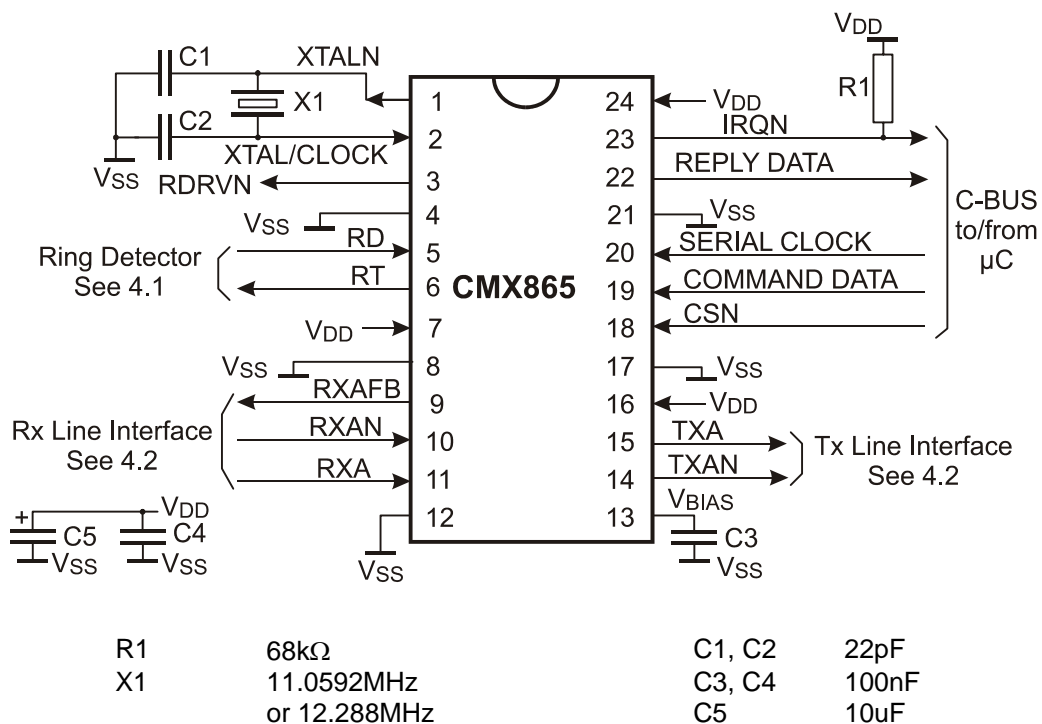 C1
XTALN
X1
C2
XTAL/CLOCK
VSS
RDRVN
VSS
RD
Ring Detector
See 4.1
RT
VDD
VSS
RXAFB
Rx Line Interface
See 4.2
RXAN
RXA
+
VDD
C5
C4
VSS
VSS
VSS
1
2
3
4
5
6
7
8
9
10
11
12
CMX865
24
23
22
21
20
19
18
17
16
15
14
13
VDD
R1
VDD
IRQN
REPLY DATA
VSS
SERIAL CLOCK
COMMAND DATA
CSN
C-BUS
to/from
µC
VSS
VDD
TXA
TXAN
Tx Line Interface
See 4.2
VBIAS
C3
VSS
R1 68kΩ C1, C2 22pF
X1 11.0592MHz C3, C4 100nF
or 12.288MHz C5 10uF